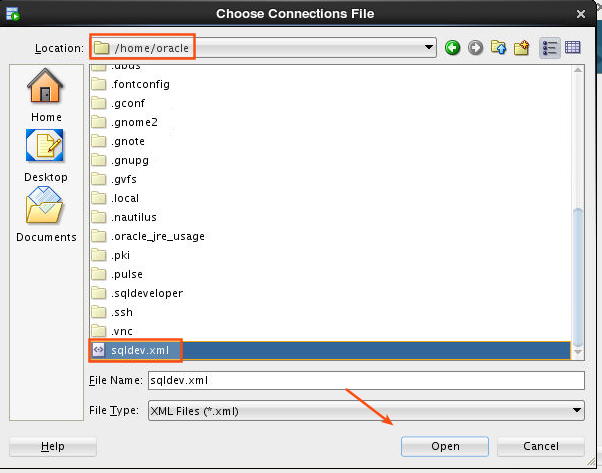 Choose Connections File
Location: /home/oracle
.dbus
.fontconfig
.gconf
.gnome2
.gnote
.gnupg
.gvfs
.local
.nautilus
.oracle_jre_usage
.pki
.pulse
.sqldeveloper
.ssh
.vnc
sqldev.xml
Home
Desktop
Documents
File Name: sqldev.xml
File Type: XML Files (*.xml)
Help Open Cancel